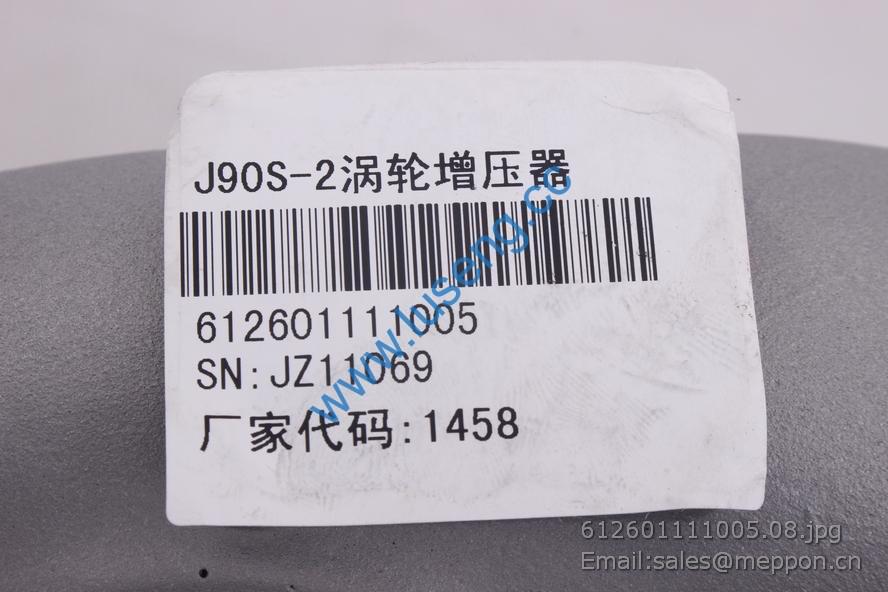 J90S-2涡轮增压器
612601111005
SN:JZ11069
厂家代码:1458
www.luseng.co
612601111005.08.jpg
Email:sales@meppon.cn